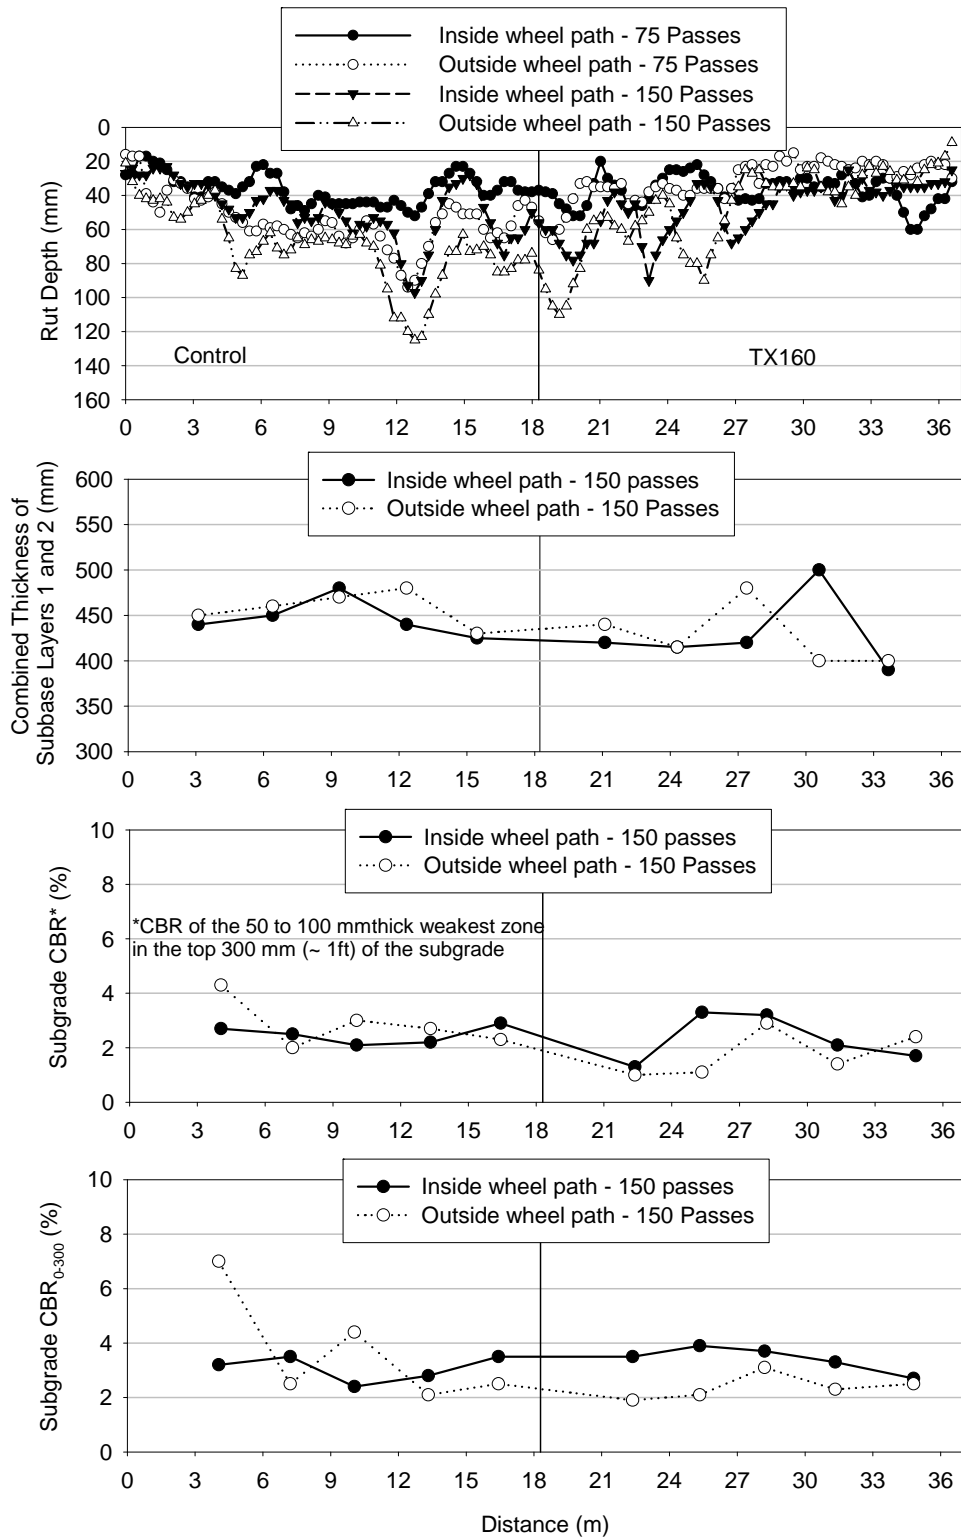 Inside wheel path - 75 Passes
Outside wheel path - 75 Passes
Inside wheel path - 150 Passes
Outside wheel path - 150 Passes
Rut Depth (mm)
0
20
40
60
80
100
120
140
160
Control
TX160
0 3 6 9 12 15 18 21 24 27 30 33 36
Inside wheel path - 150 passes
Outside wheel path - 150 Passes
Combined Thickness of
Subbase Layers 1 and 2 (mm)
600
550
500
450
400
350
300
0 3 6 9 12 15 18 21 24 27 30 33 36
Inside wheel path - 150 passes
Outside wheel path - 150 Passes
Subgrade CBR* (%)
10
8
6
4
2
0
*CBR of the 50 to 100 mmthick weakest zone
in the top 300 mm (~ 1ft) of the subgrade
0 3 6 9 12 15 18 21 24 27 30 33 36
Inside wheel path - 150 passes
Outside wheel path - 150 Passes
Subgrade CBR0-300 (%)
10
8
6
4
2
0
0 3 6 9 12 15 18 21 24 27 30 33 36
Distance (m)